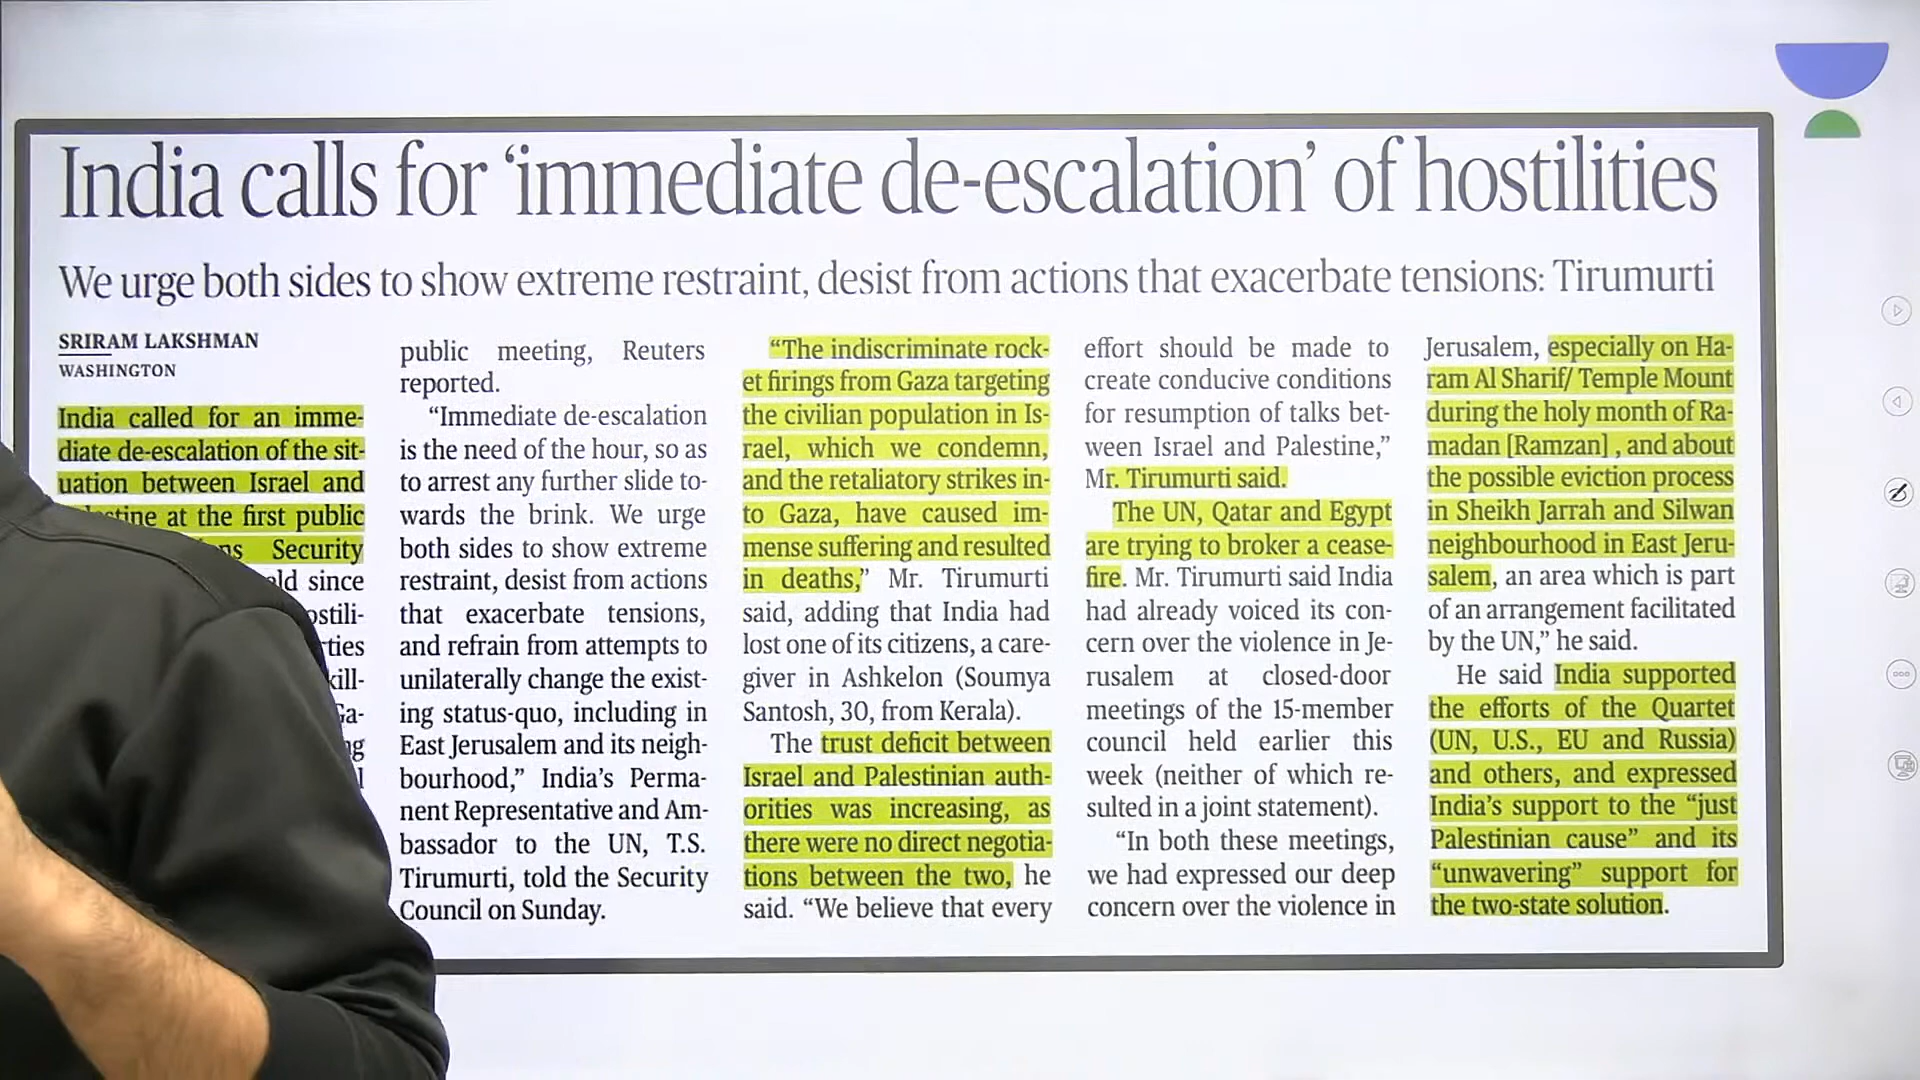 India calls for ‘immediate de-escalation’ of hostilities
We urge both sides to show extreme restraint, desist from actions that exacerbate tensions: Tirumurti
SRIRAM LAKSHMAN
WASHINGTON
India called for an imme-
diate de-escalation of the sit-
uation between Israel and
at the first public
Security
since
public meeting, Reuters
reported.
“Immediate de-escalation
is the need of the hour, so as
to arrest any further slide to-
wards the brink. We urge
both sides to show extreme
restraint, desist from actions
that exacerbate tensions,
and refrain from attempts to
unilaterally change the exist-
ing status-quo, including in
East Jerusalem and its neigh-
bourhood,” India’s Perma-
nent Representative and Am-
bassador to the UN, T.S.
Tirumurti, told the Security
Council on Sunday.
“The indiscriminate rock-
et firings from Gaza targeting
the civilian population in Is-
rael, which we condemn,
and the retaliatory strikes in-
to Gaza, have caused im-
mense suffering and resulted
in deaths,” Mr. Tirumurti
said, adding that India had
lost one of its citizens, a care-
giver in Ashkelon (Soumya
Santosh, 30, from Kerala).
The trust deficit between
Israel and Palestinian auth-
orities was increasing, as
there were no direct negotia-
tions between the two, he
said. “We believe that every
effort should be made to
create conducive conditions
for resumption of talks bet-
ween Israel and Palestine,”
Mr. Tirumurti said.
The UN, Qatar and Egypt
are trying to broker a cease-
fire. Mr. Tirumurti said India
had already voiced its con-
cern over the violence in Je-
rusalem at closed-door
meetings of the 15-member
council held earlier this
week (neither of which re-
sulted in a joint statement).
“In both these meetings,
we had expressed our deep
concern over the violence in
Jerusalem, especially on Ha-
ram Al Sharif/ Temple Mount
during the holy month of Ra-
madan [Ramzan] , and about
the possible eviction process
in Sheikh Jarrah and Silwan
neighbourhood in East Jeru-
salem, an area which is part
of an arrangement facilitated
by the UN,” he said.
He said India supported
the efforts of the Quartet
(UN, U.S., EU and Russia)
and others, and expressed
India’s support to the “just
Palestinian cause” and its
“unwavering” support for
the two-state solution.